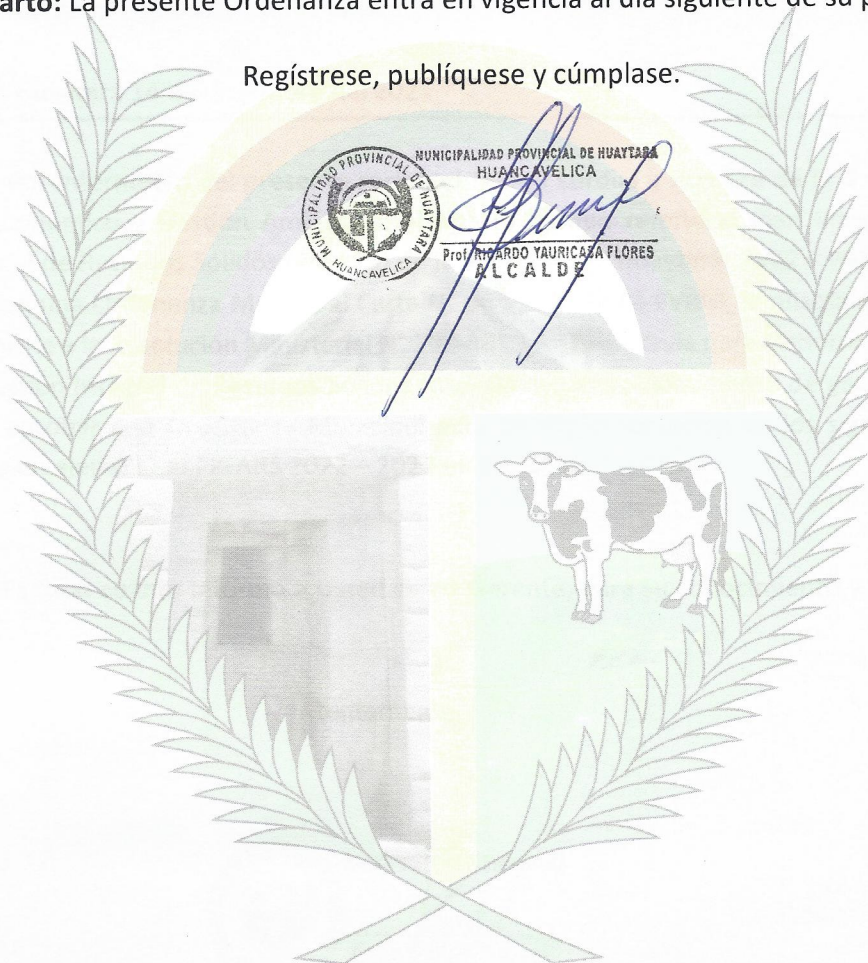 arto: La presente Ordenanza entra en vigencia al día siguiente de su p
Regístrese, publíquese y cúmplase.
MUNICIPALIDAD PROVINCIAL DE HUAYTARA
HUANCAVELICA
MUNICIPALIDAD PROVINCIAL DE HUAYTARA
HUANCAVELICA
Prof. RICARDO YAURICASA FLORES
ALCALDE